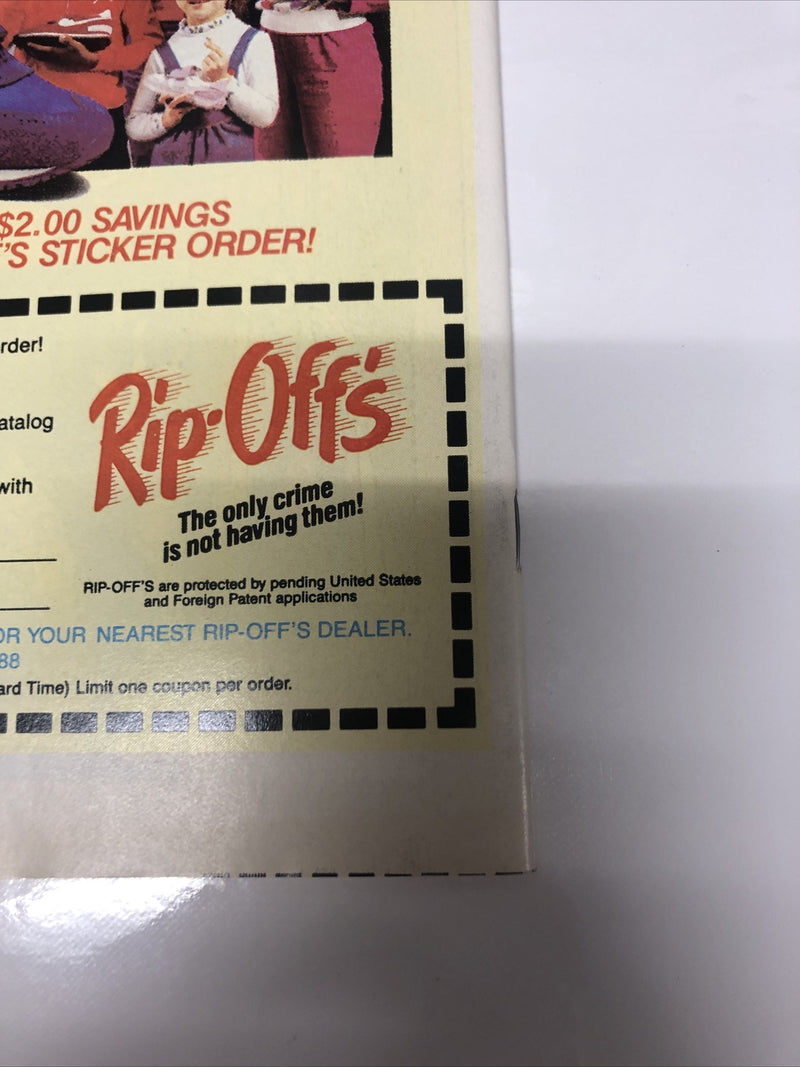 $2.00 SAVINGS
'S STICKER ORDER!
rder!
atalog
with
Rip-Off's
The only crime
is not having them!
RIP-OFF'S are protected by pending United States
and Foreign Patent applications
OR YOUR NEAREST RIP-OFF'S DEALER.
88
ard Time) Limit one coupon per order.